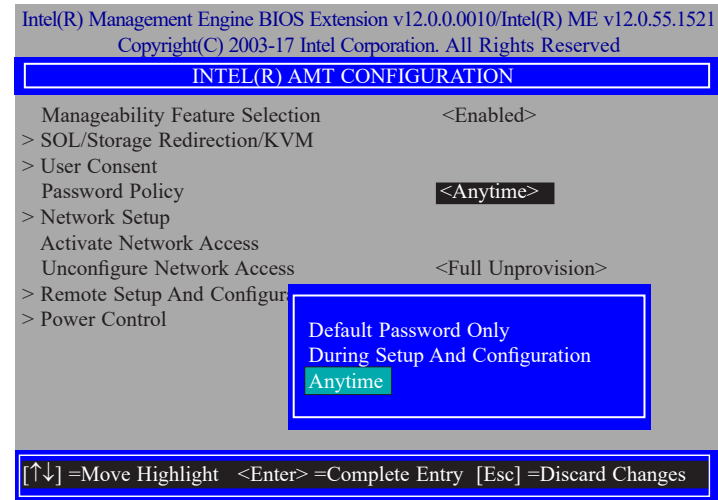 Intel(R) Management Engine BIOS Extension v12.0.0.0010/Intel(R) ME v12.0.55.1521
Copyright(C) 2003-17 Intel Corporation. All Rights Reserved
INTEL(R) AMT CONFIGURATION
Manageability Feature Selection <Enabled>
> SOL/Storage Redirection/KVM
> User Consent
Password Policy <Anytime>
> Network Setup
Activate Network Access
Unconfigure Network Access <Full Unprovision>
> Remote Setup And Configur
> Power Control
Default Password Only
During Setup And Configuration
Anytime
[↑↓] =Move Highlight <Enter> =Complete Entry [Esc] =Discard Changes